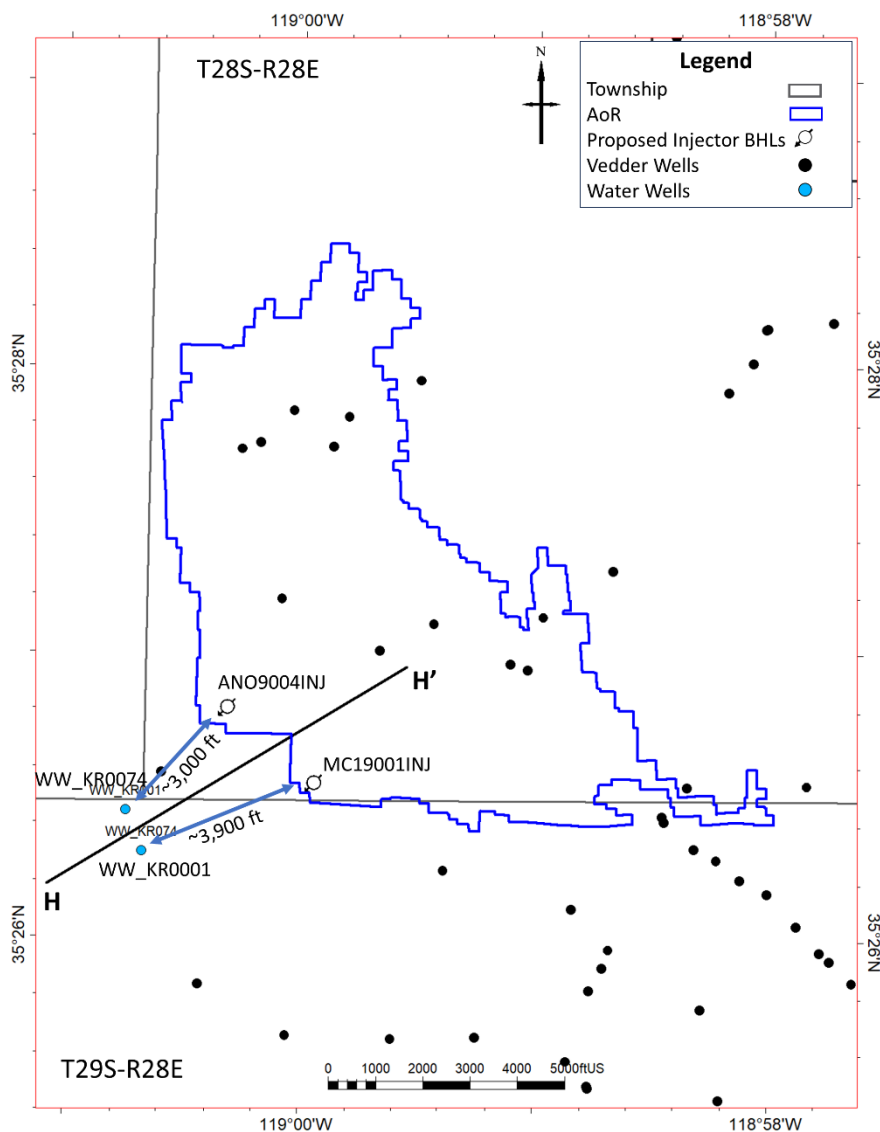 119°00'W
118°58'W
T28S-R28E
N
Legend
Township
AoR
Proposed Injector BHLs
Vedder Wells
Water Wells
35°28'N
35°28'N
ANO9004INJ
H'
~3,000 ft
MC19001INJ
WW_KR0074
WW_KR001
~3,900 ft
WW_KR074
WW_KR0001
H
35°26'N
35°26'N
T29S-R28E
0 1000 2000 3000 4000 5000ftUS
119°00'W
118°58'W